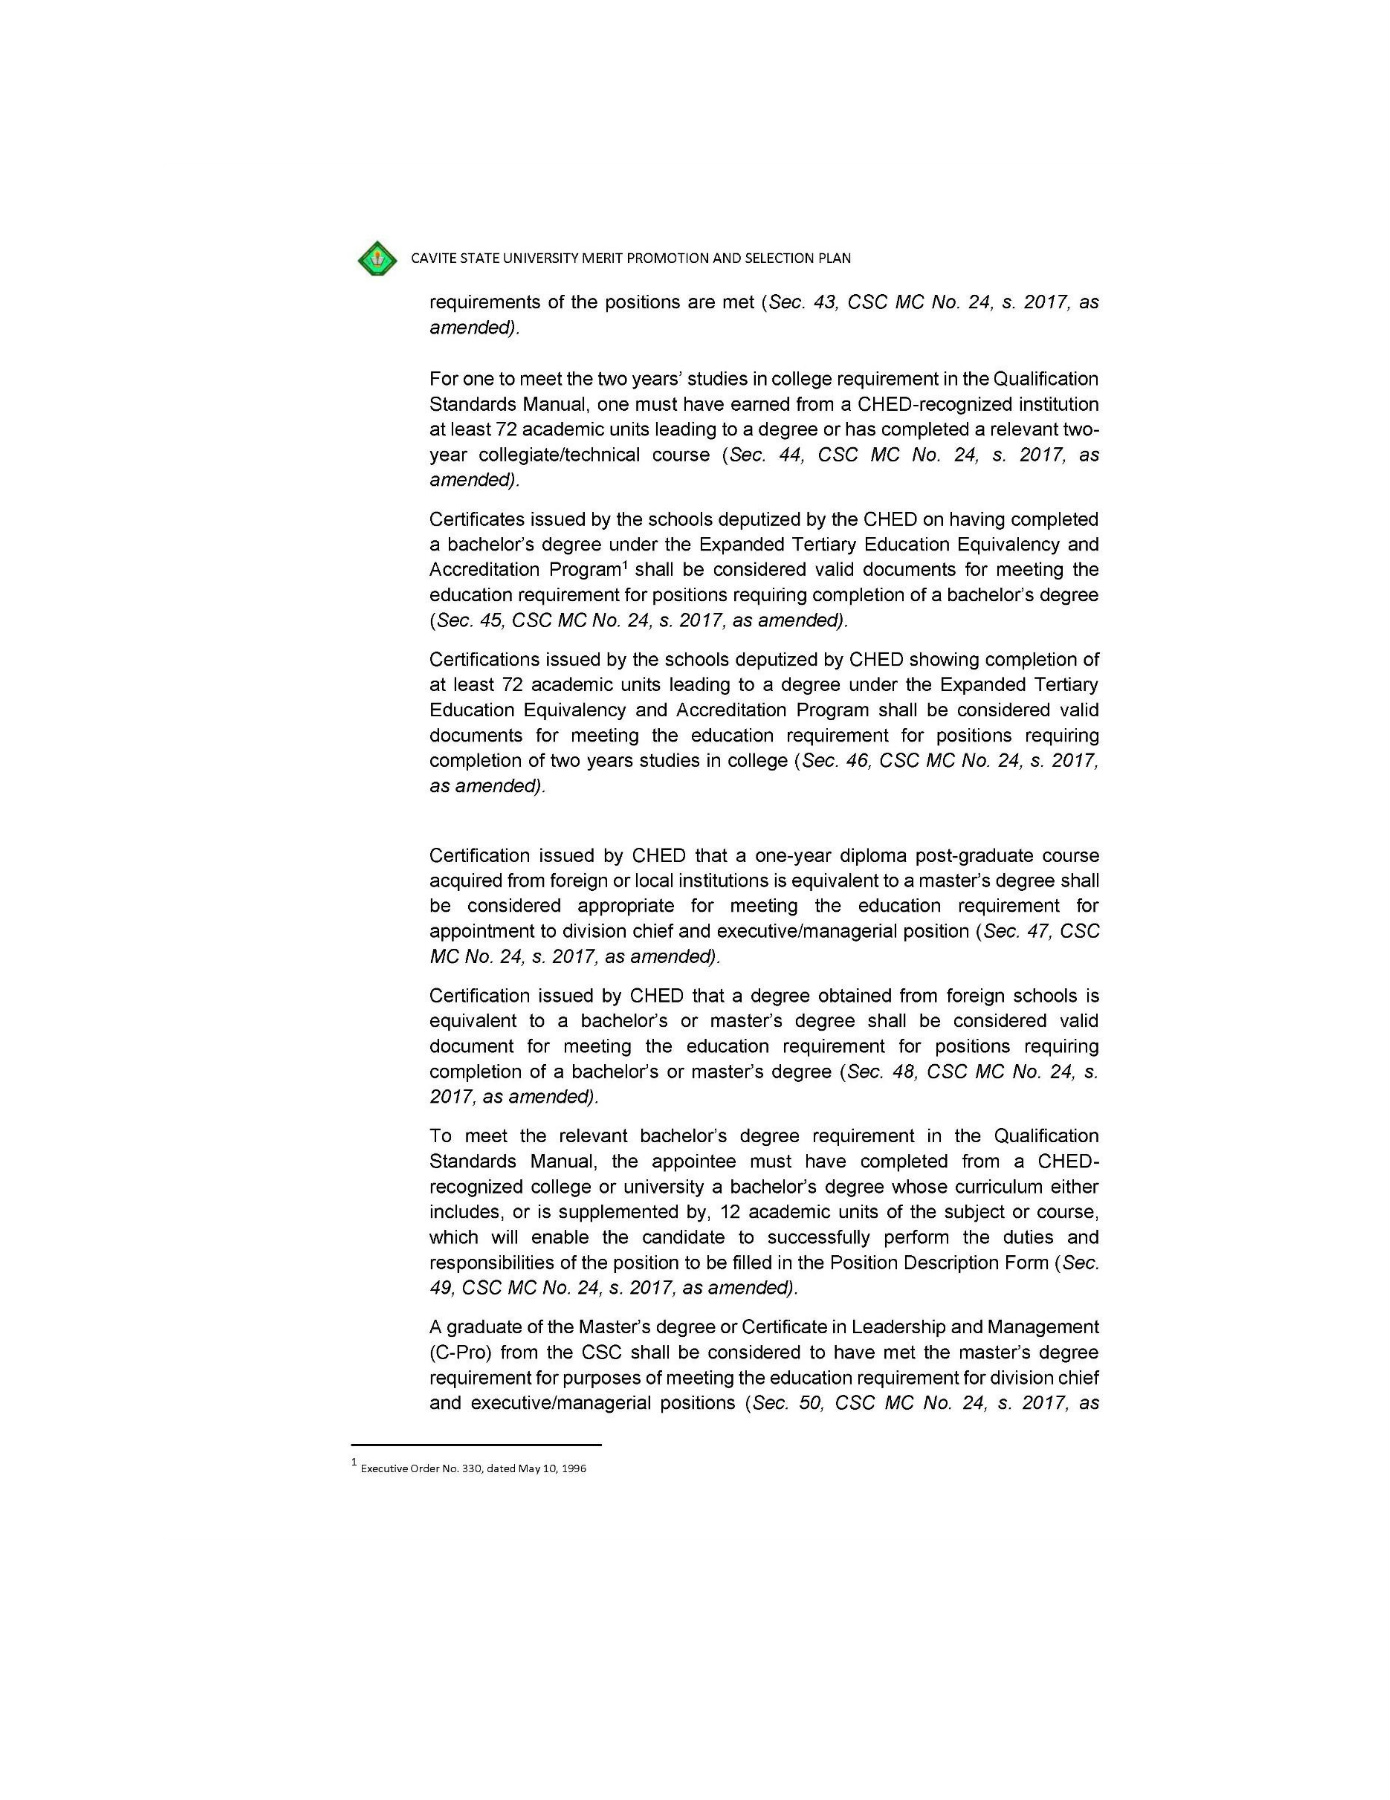 CAVITE STATE UNIVERSITY MERIT PROMOTION AND SELECTION PLAN
requirements of the positions are met (Sec. 43, CSC MC No. 24, s. 2017, as
amended).
For one to meet the two years’ studies in college requirement in the Qualification
Standards Manual, one must have earned from a CHED-recognized institution
at least 72 academic units leading to a degree or has completed a relevant two-
year collegiate/technical course (Sec. 44, CSC MC No. 24, s. 2017, as
amended).
Certificates issued by the schools deputized by the CHED on having completed
a bachelor’s degree under the Expanded Tertiary Education Equivalency and
Accreditation Program¹ shall be considered valid documents for meeting the
education requirement for positions requiring completion of a bachelor’s degree
(Sec. 45, CSC MC No. 24, s. 2017, as amended).
Certifications issued by the schools deputized by CHED showing completion of
at least 72 academic units leading to a degree under the Expanded Tertiary
Education Equivalency and Accreditation Program shall be considered valid
documents for meeting the education requirement for positions requiring
completion of two years studies in college (Sec. 46, CSC MC No. 24, s. 2017,
as amended).
Certification issued by CHED that a one-year diploma post-graduate course
acquired from foreign or local institutions is equivalent to a master’s degree shall
be considered appropriate for meeting the education requirement for
appointment to division chief and executive/managerial position (Sec. 47, CSC
MC No. 24, s. 2017, as amended).
Certification issued by CHED that a degree obtained from foreign schools is
equivalent to a bachelor’s or master’s degree shall be considered valid
document for meeting the education requirement for positions requiring
completion of a bachelor’s or master’s degree (Sec. 48, CSC MC No. 24, s.
2017, as amended).
To meet the relevant bachelor’s degree requirement in the Qualification
Standards Manual, the appointee must have completed from a CHED-
recognized college or university a bachelor’s degree whose curriculum either
includes, or is supplemented by, 12 academic units of the subject or course,
which will enable the candidate to successfully perform the duties and
responsibilities of the position to be filled in the Position Description Form (Sec.
49, CSC MC No. 24, s. 2017, as amended).
A graduate of the Master’s degree or Certificate in Leadership and Management
(C-Pro) from the CSC shall be considered to have met the master’s degree
requirement for purposes of meeting the education requirement for division chief
and executive/managerial positions (Sec. 50, CSC MC No. 24, s. 2017, as
¹ Executive Order No. 330, dated May 10, 1996